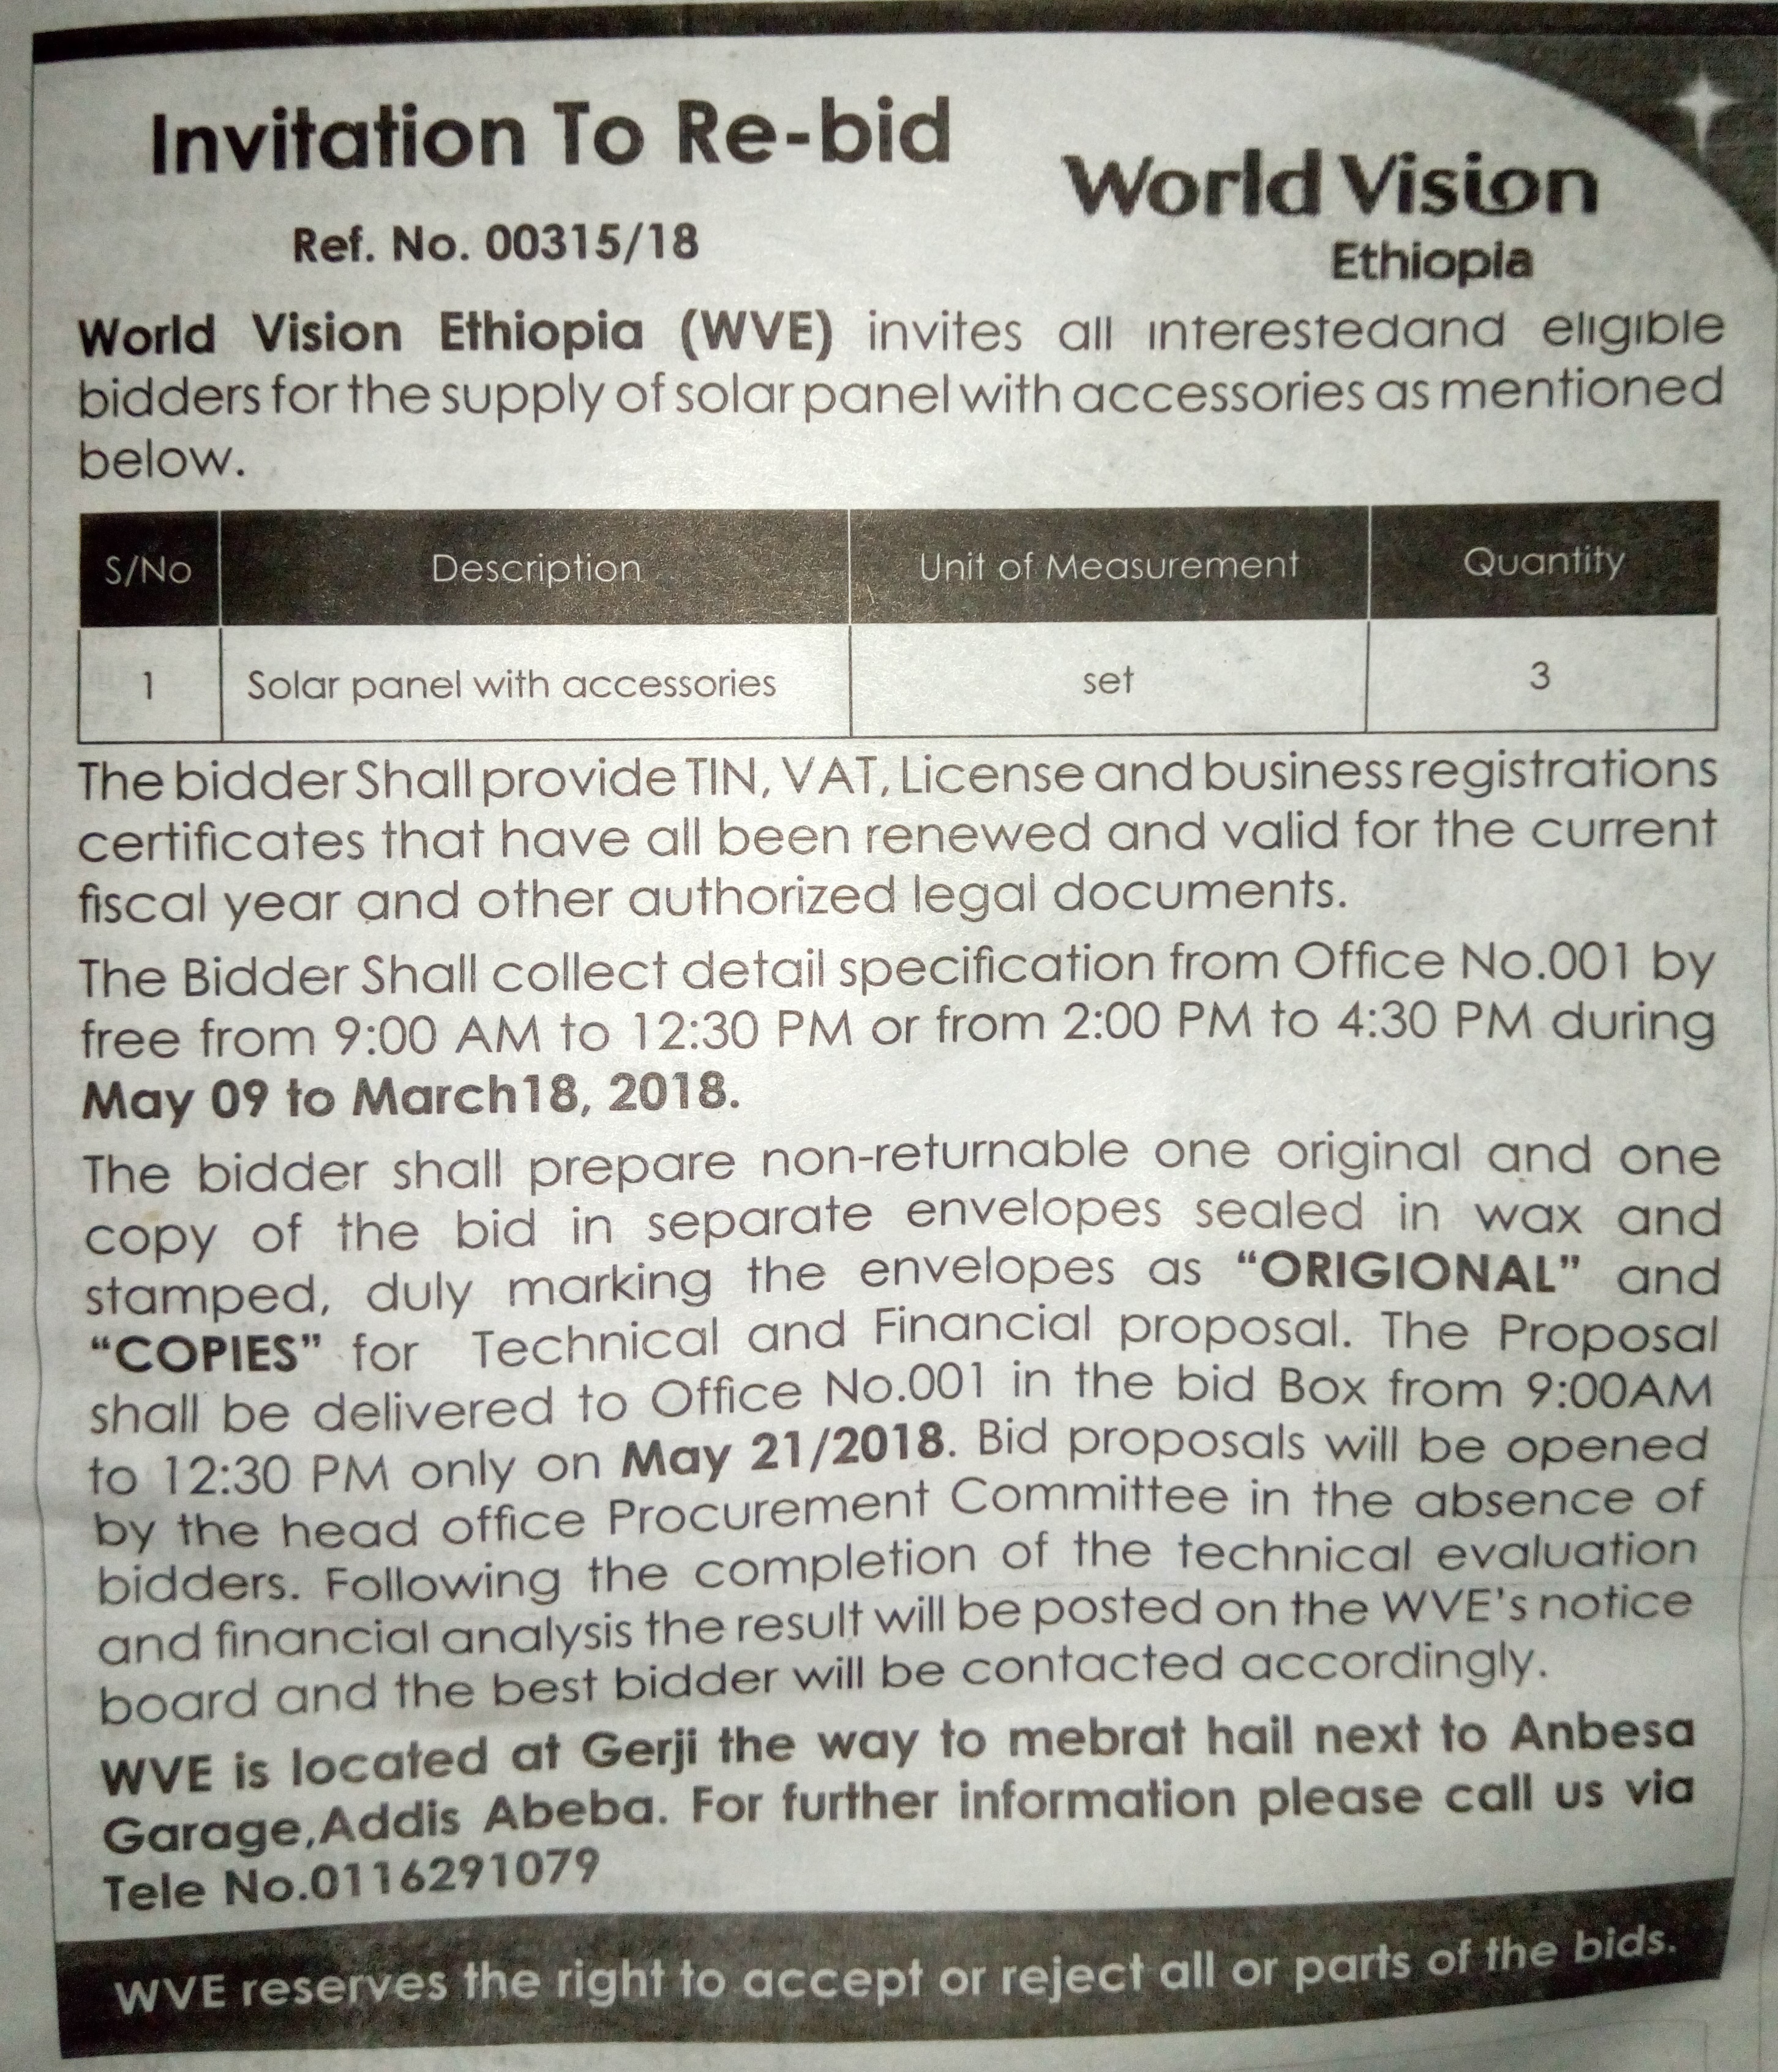 Invitation To Re-bid
World Vision
Ref. No. 00315/18
Ethiopia
World Vision Ethiopia (WVE) invites all interestedand eligible
bidders for the supply of solar panel with accessories as mentioned
below.
S/No Description Unit of Measurement Quantity
1 Solar panel with accessories set 3
The bidder Shall provide TIN, VAT, License and business registrations
certificates that have all been renewed and valid for the current
fiscal year and other authorized legal documents.
The Bidder Shall collect detail specification from Office No.001 by
free from 9:00 AM to 12:30 PM or from 2:00 PM to 4:30 PM during
May 09 to March18, 2018.
The bidder shall prepare non-returnable one original and one
copy of the bid in separate envelopes sealed in wax and
stamped, duly marking the envelopes as “ORIGIONAL” and
“COPIES” for Technical and Financial proposal. The Proposal
shall be delivered to Office No.001 in the bid Box from 9:00AM
to 12:30 PM only on May 21/2018. Bid proposals will be opened
by the head office Procurement Committee in the absence of
bidders. Following the completion of the technical evaluation
and financial analysis the result will be posted on the WVE's notice
board and the best bidder will be contacted accordingly.
WVE is located at Gerji the way to mebrat hail next to Anbesa
Garage,Addis Abeba. For further information please call us via
Tele No.0116291079
WVE reserves the right to accept or reject all or parts of the bids.